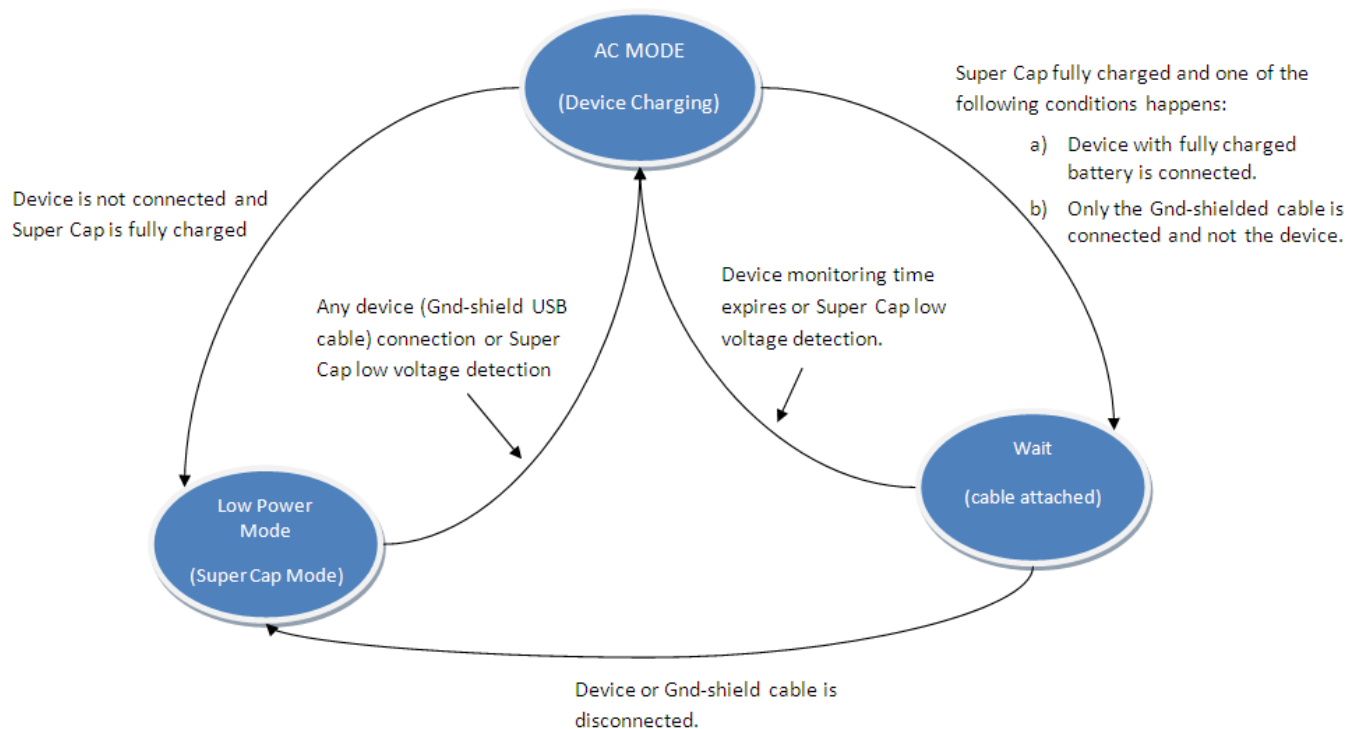 AC MODE
(Device Charging)
Super Cap fully charged and one of the
following conditions happens:
a) Device with fully charged
battery is connected.
b) Only the Gnd-shielded cable is
connected and not the device.
Device is not connected and
Super Cap is fully charged
Any device (Gnd-shield USB
cable) connection or Super
Cap low voltage detection
Device monitoring time
expires or Super Cap low
voltage detection.
Wait
(cable attached)
Low Power
Mode
(Super Cap Mode)
Device or Gnd-shield cable is
disconnected.